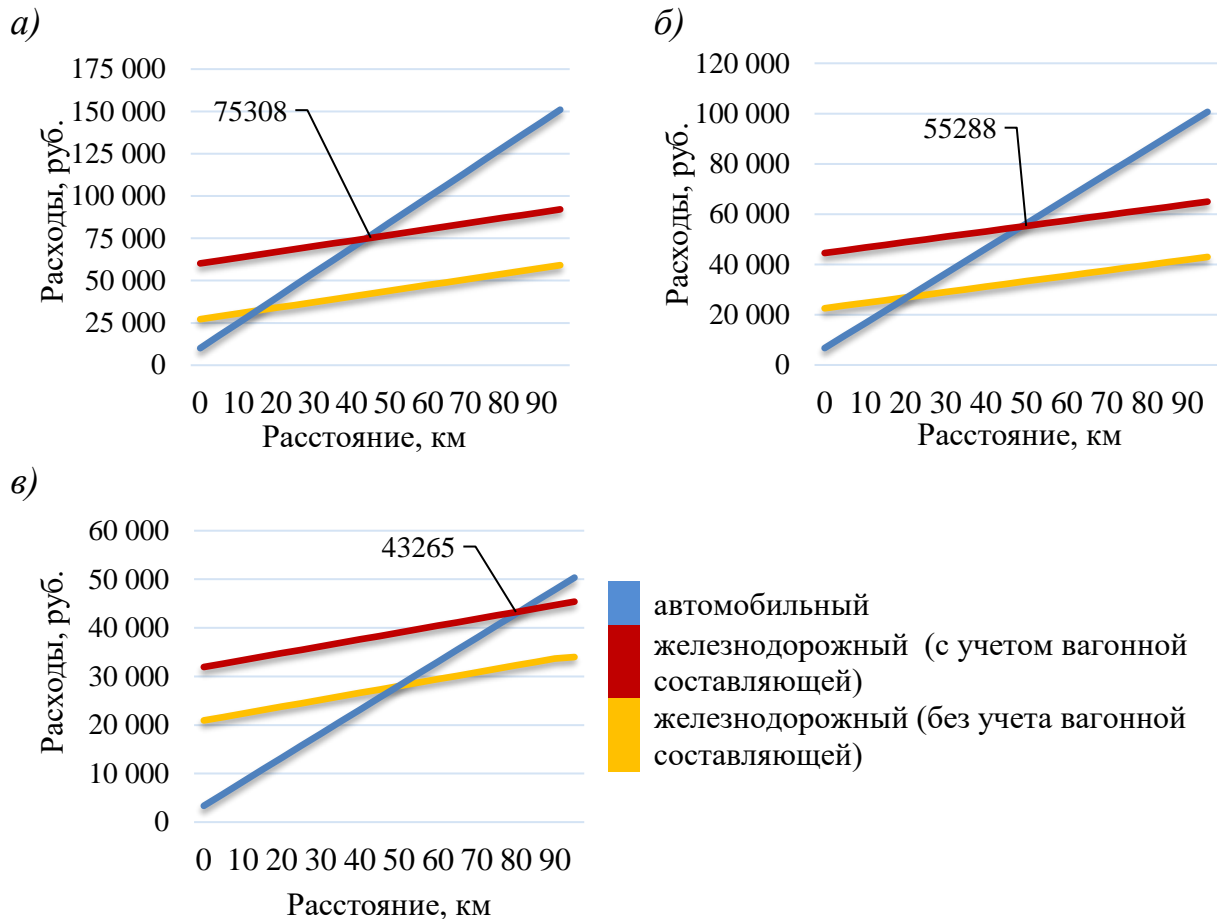 а)
175 000
150 000
125 000
100 000
75 000
50 000
25 000
0
Расходы, руб.
75308
0 10 20 30 40 50 60 70 80 90
Расстояние, км
б)
120 000
100 000
80 000
60 000
40 000
20 000
0
Расходы, руб.
55288
0 10 20 30 40 50 60 70 80 90
Расстояние, км
в)
60 000
50 000
40 000
30 000
20 000
10 000
0
Расходы, руб.
43265
0 10 20 30 40 50 60 70 80 90
Расстояние, км
автомобильный
железнодорожный (с учетом вагонной
составляющей)
железнодорожный (без учета вагонной
составляющей)